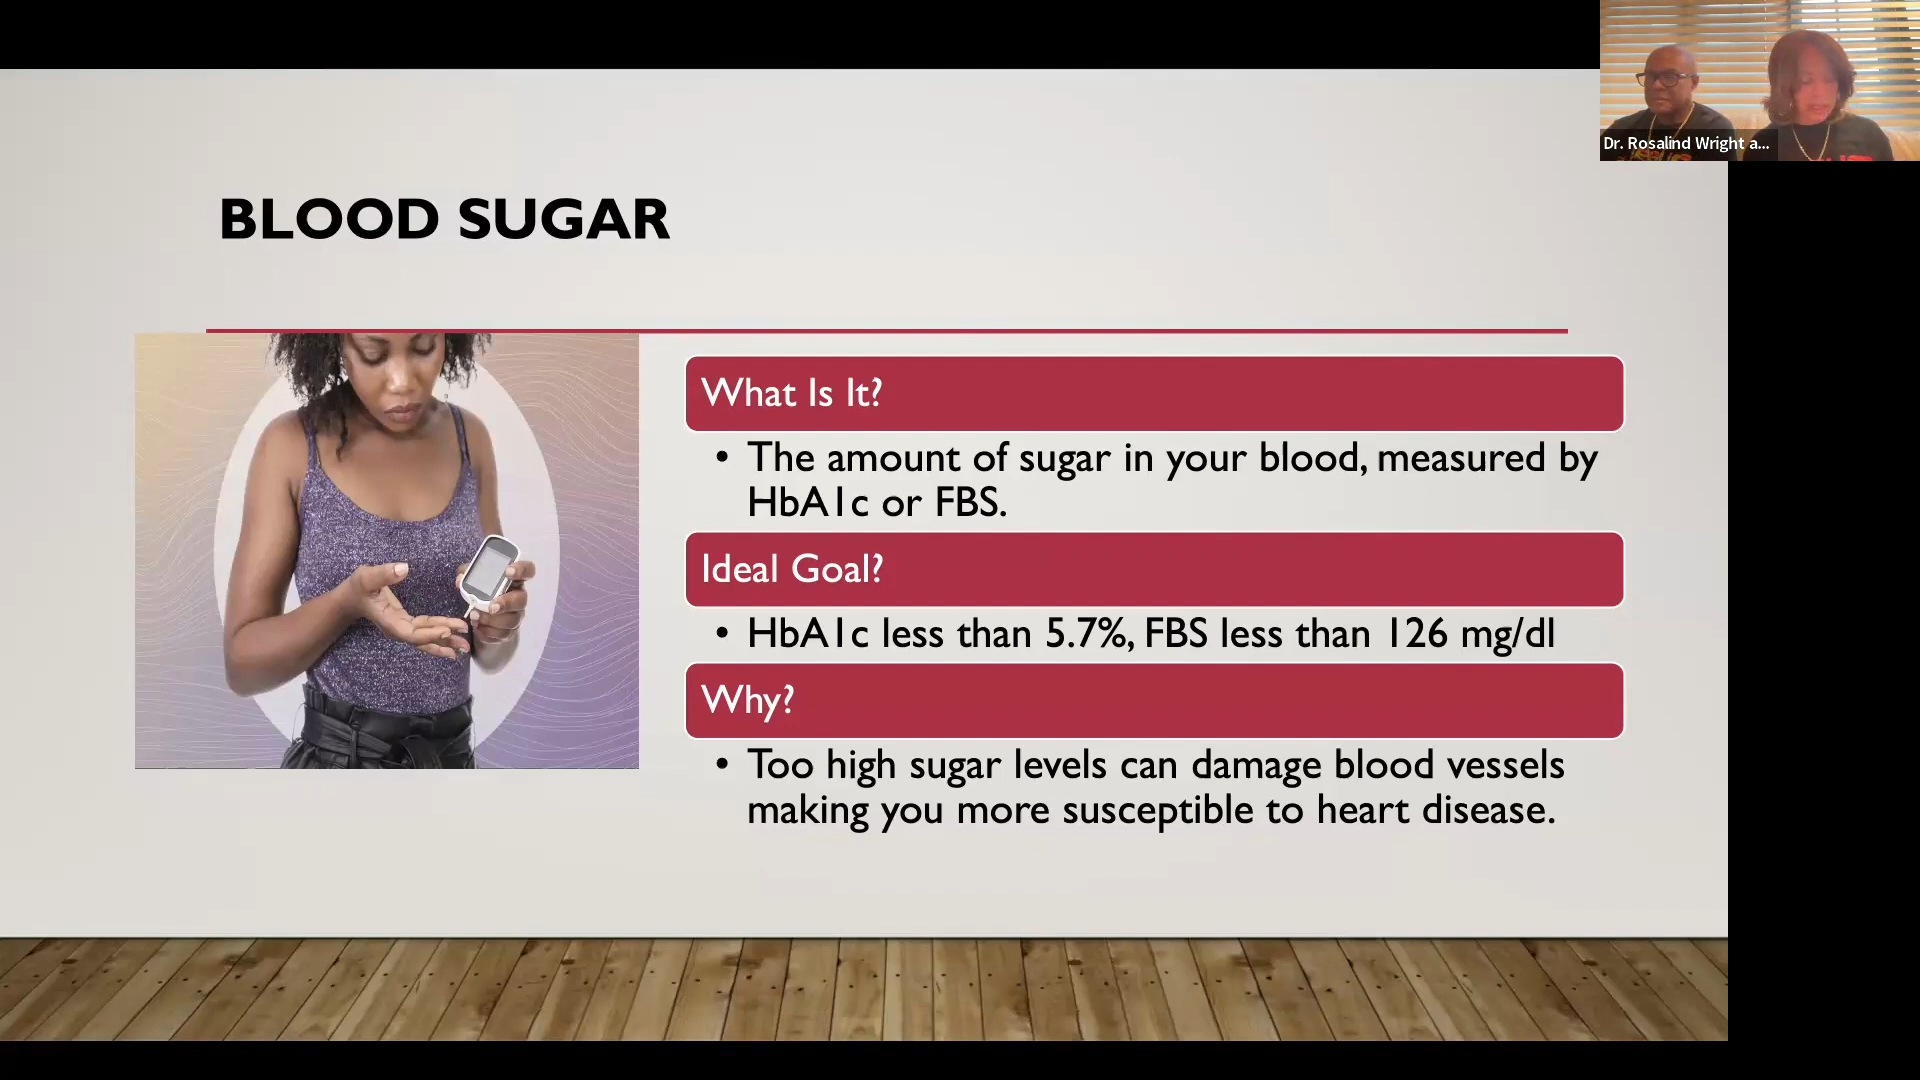 Dr. Rosalind Wright a...
BLOOD SUGAR
What Is It?
• The amount of sugar in your blood, measured by
HbA1c or FBS.
Ideal Goal?
• HbA1c less than 5.7%, FBS less than 126 mg/dl
Why?
• Too high sugar levels can damage blood vessels
making you more susceptible to heart disease.